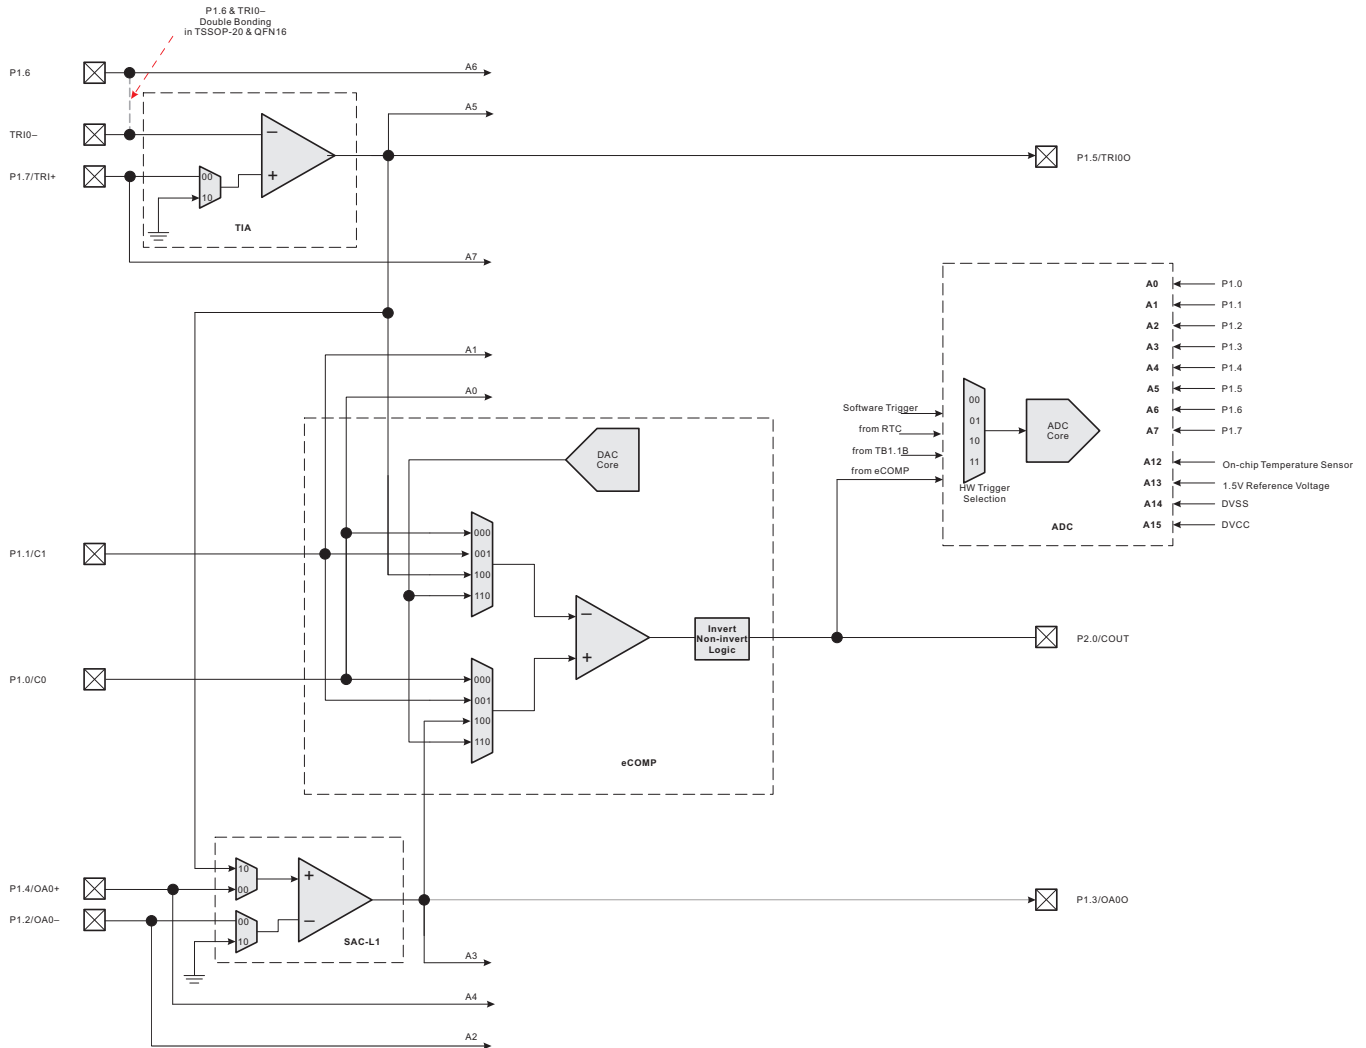 P1.6 & TRI0–
Double Bonding
in TSSOP-20 & QFN16
P1.6
A6
A5
TRI0–
P1.5/TRI0O
P1.7/TRI+
00
10
TIA
A7
A0
P1.0
A1
P1.1
A2
P1.2
A3
P1.3
A4
P1.4
A5
P1.5
A6
P1.6
A7
P1.7
A12
On-chip Temperature Sensor
A13
1.5V Reference Voltage
A14
DVSS
A15
DVCC
Software Trigger
from RTC
from TB1.1B
from eCOMP
00
01
10
11
HW Trigger
Selection
ADC
Core
ADC
A1
A0
DAC
Core
P1.1/C1
000
001
100
110
Invert
Non-invert
Logic
P2.0/COUT
P1.0/C0
000
001
100
110
eCOMP
P1.4/OA0+
10
00
P1.2/OA0–
00
10
SAC-L1
P1.3/OA0O
A3
A4
A2